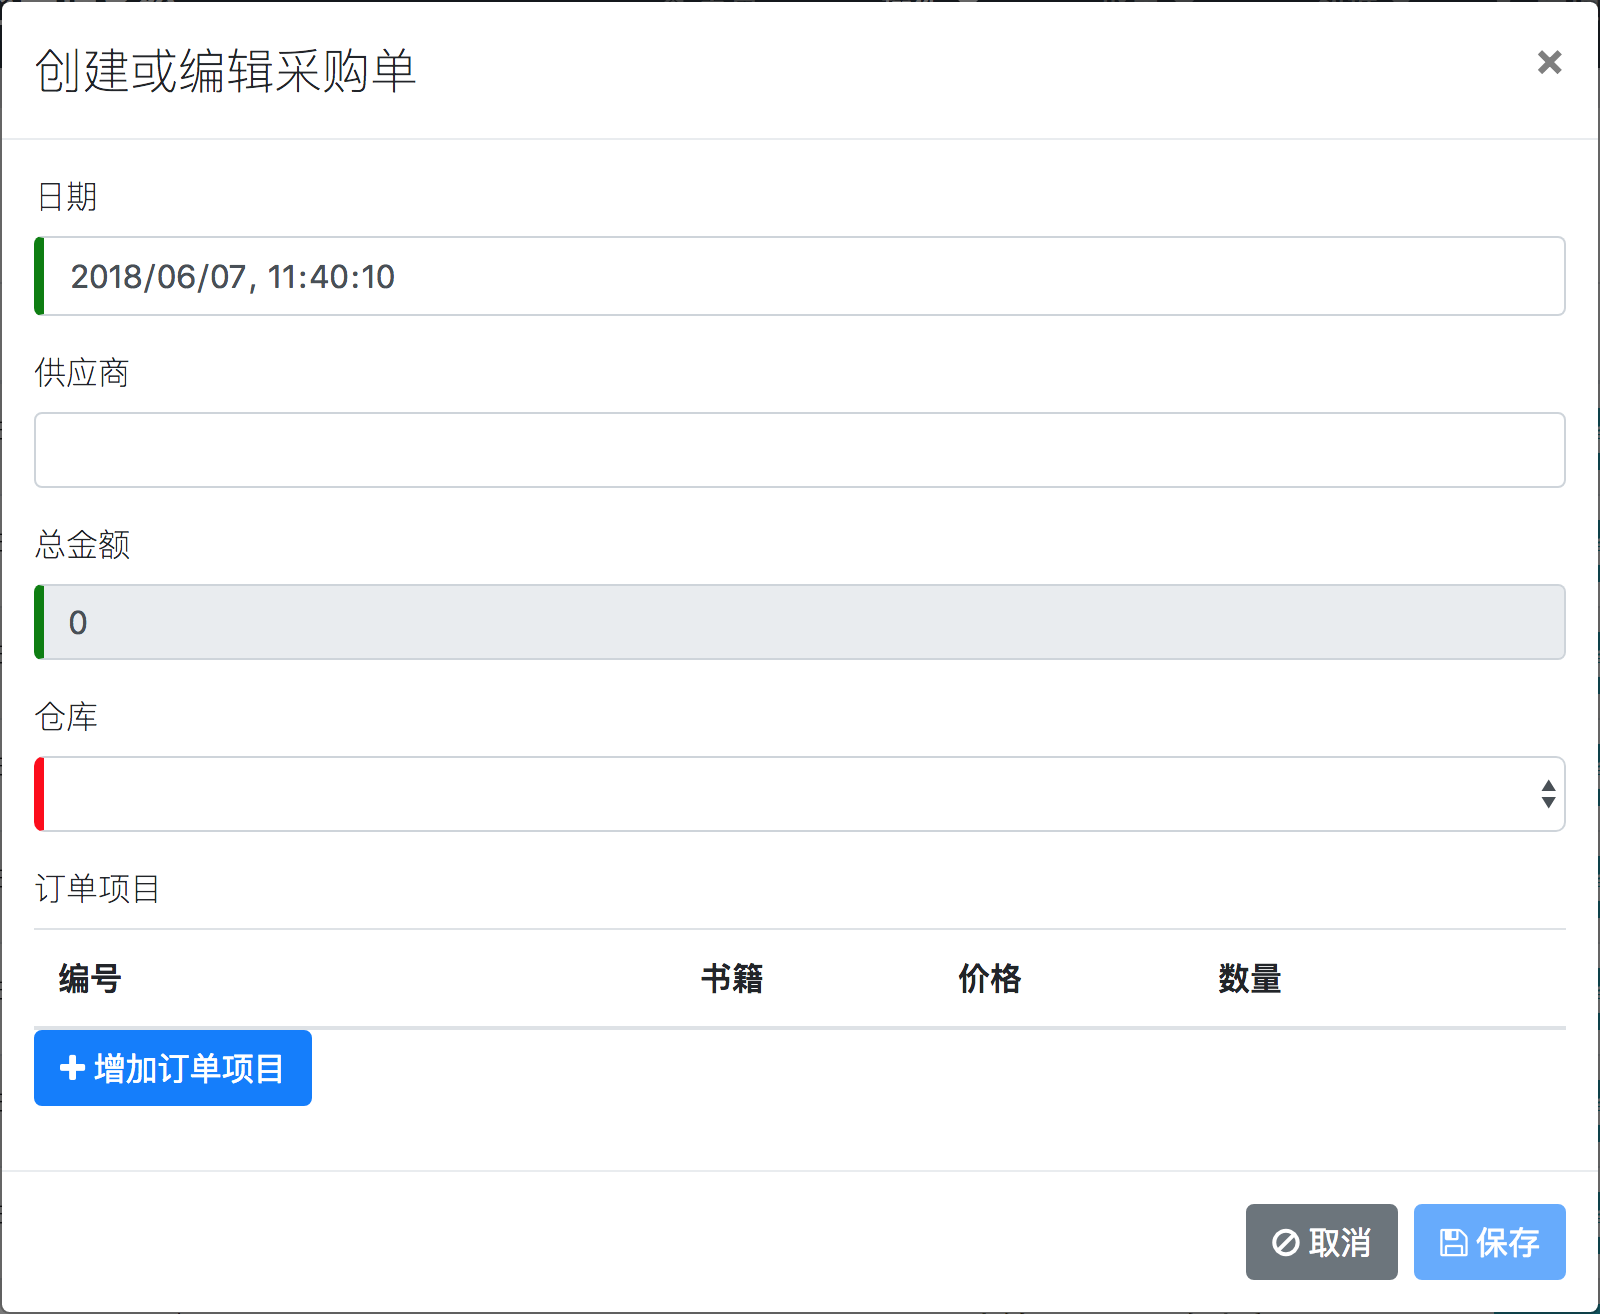 创建或编辑采购单
日期
2018/06/07, 11:40:10
供应商
总金额
0
仓库
订单项目
编号 书籍 价格 数量
增加订单项目
取消 保存